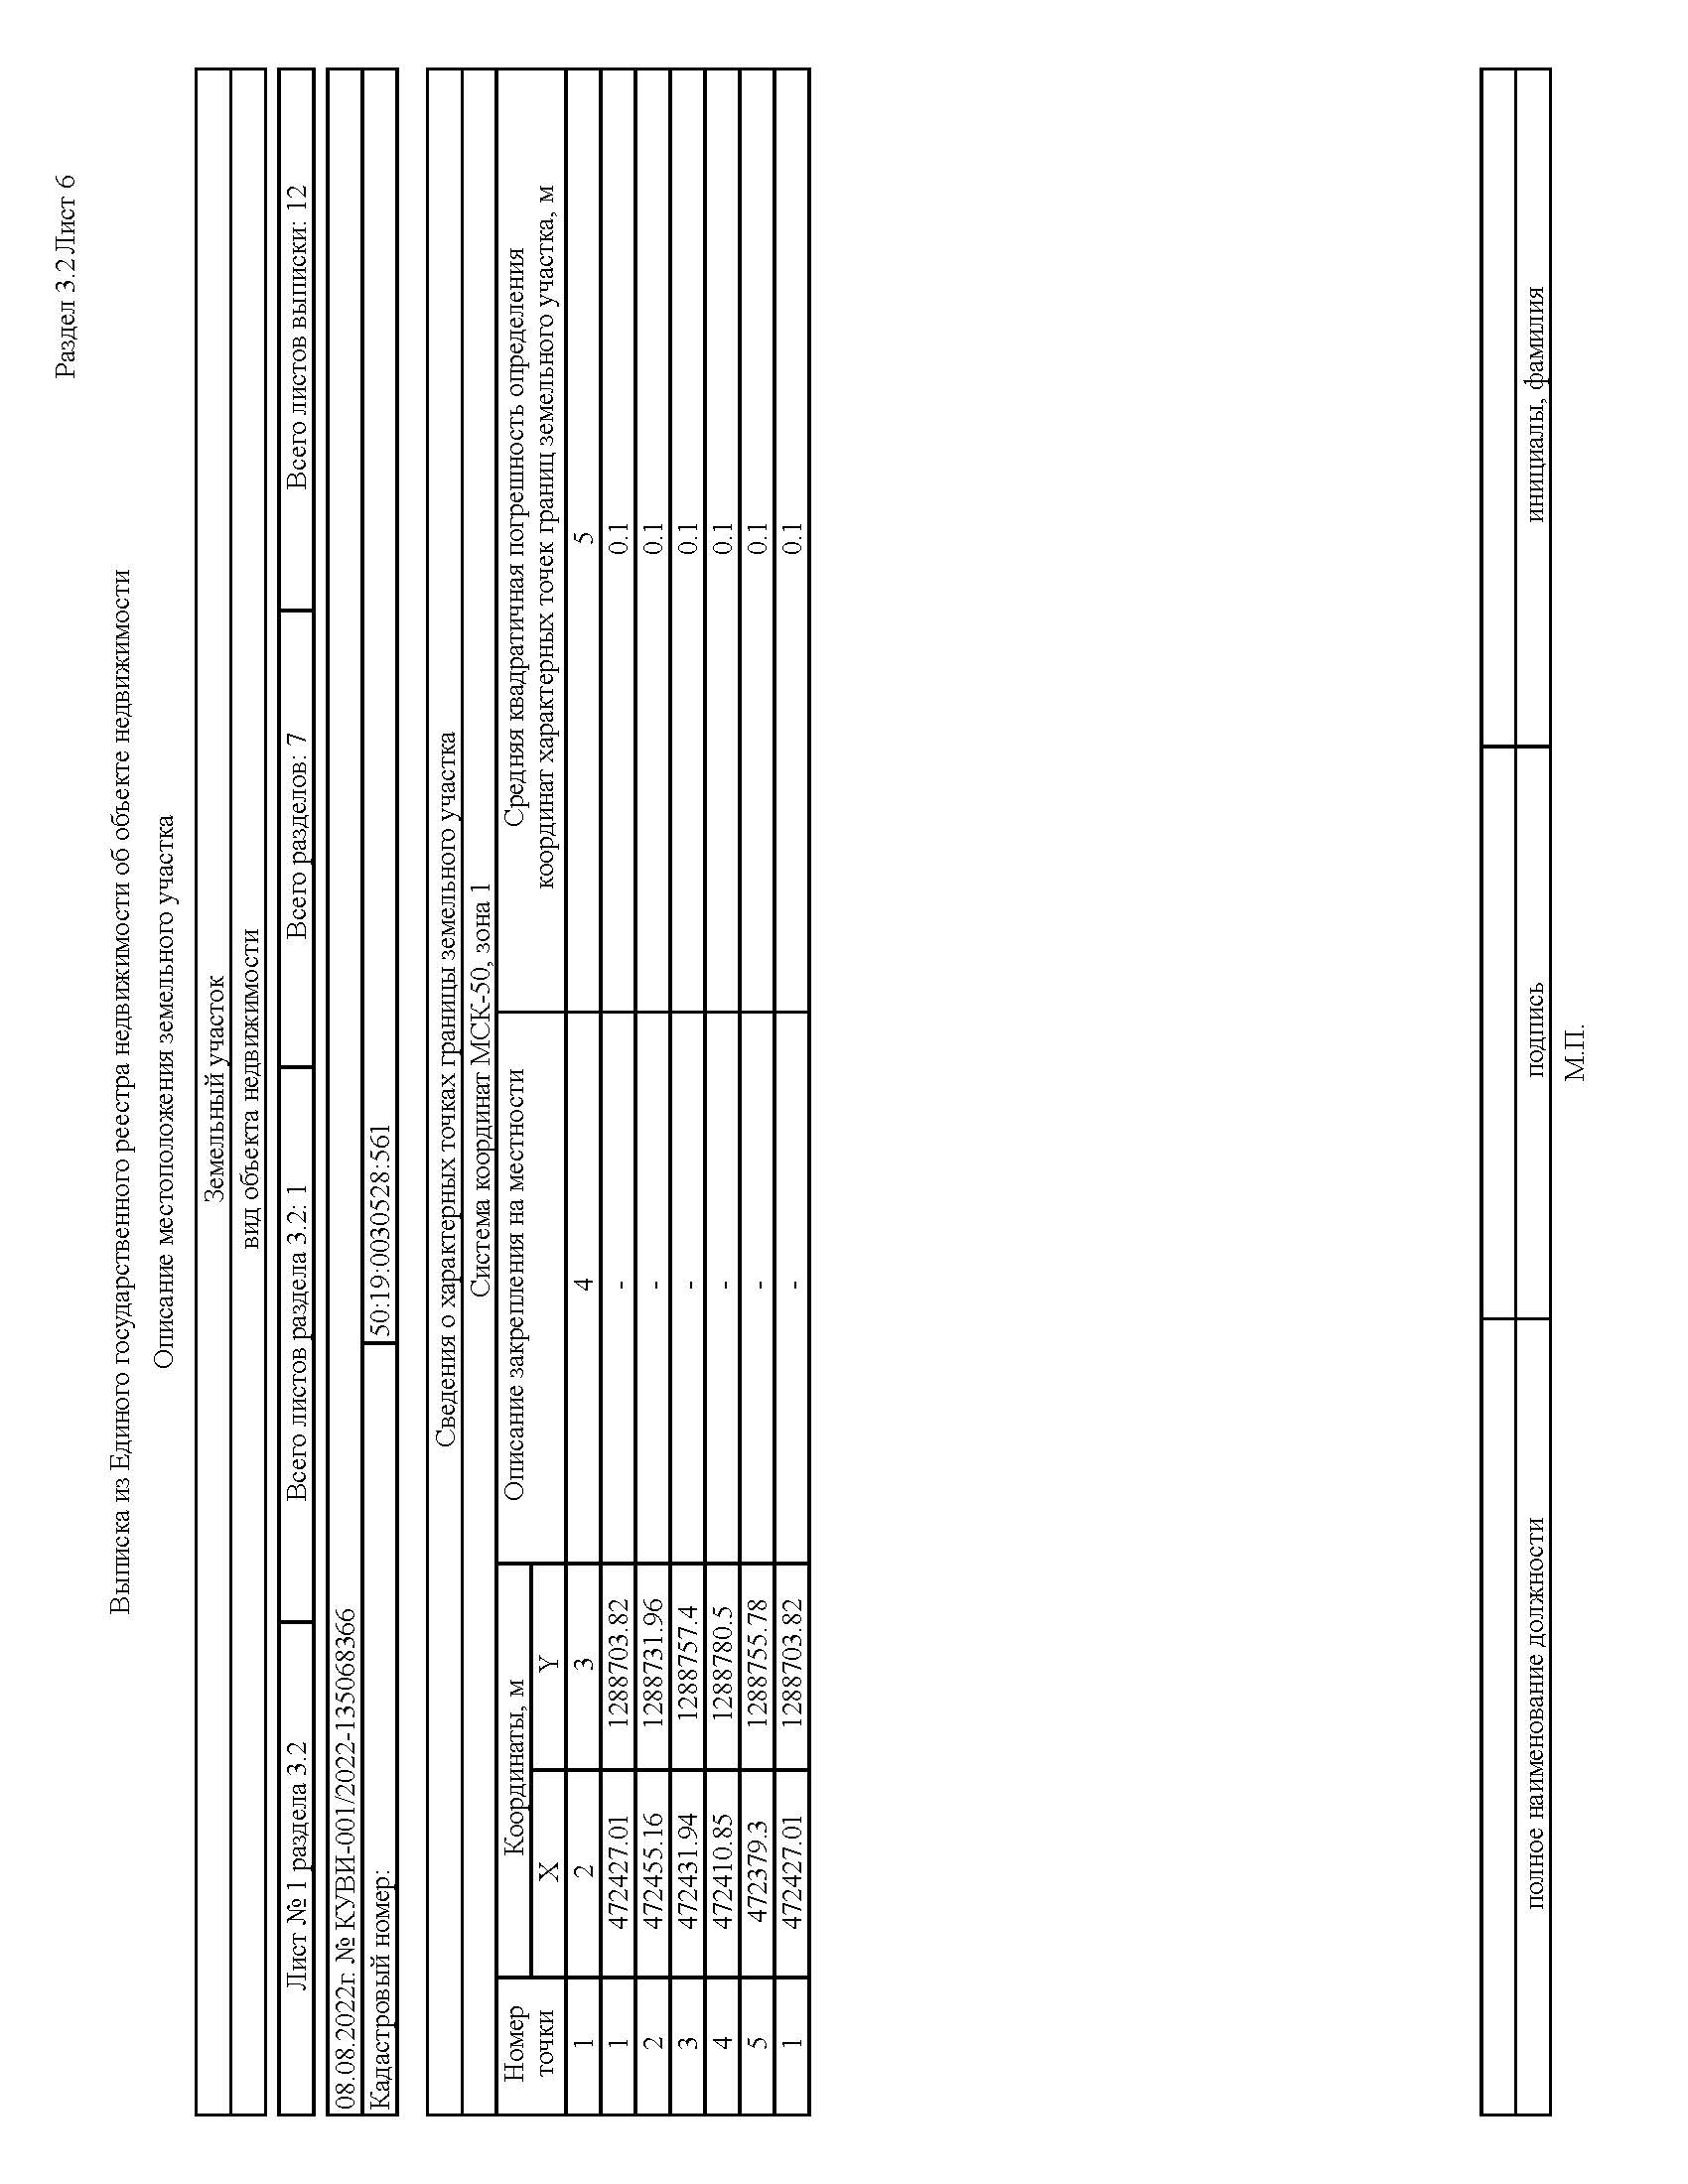 Раздел 3.2 Лист 6
Выписка из Единого государственного реестра недвижимости об объекте недвижимости
Описание местоположения земельного участка
Земельный участок
вид объекта недвижимости
Лист № 1 раздела 3.2 Всего листов раздела 3.2: 1 Всего разделов: 7 Всего листов выписки: 12
08.08.2022г. № КУВИ-001/2022-135068366
Кадастровый номер: 50:19:0030528:561
Сведения о характерных точках границы земельного участка
Система координат МСК-50, зона 1
Номер точки Координаты, м Описание закрепления на местности Средняя квадратичная погрешность определения
координат характерных точек границ земельного участка, м
X Y
1 2 3 4 5
1 472427.01 1288703.82 - 0.1
2 472455.16 1288731.96 - 0.1
3 472431.94 1288757.4 - 0.1
4 472410.85 1288780.5 - 0.1
5 472379.3 1288755.78 - 0.1
1 472427.01 1288703.82 - 0.1
полное наименование должности подпись инициалы, фамилия
М.П.